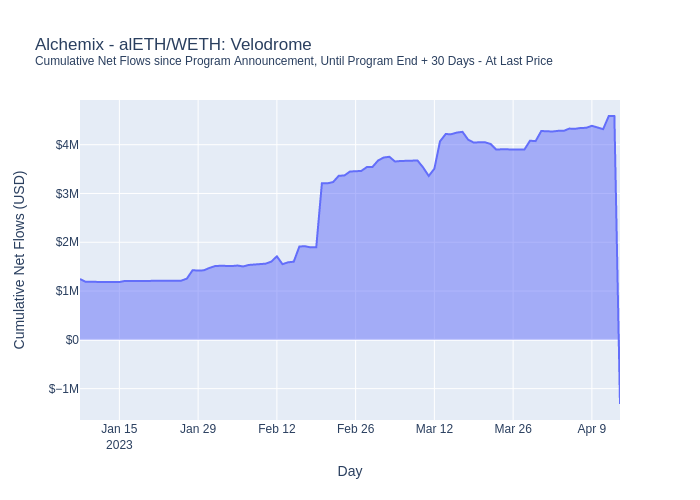 Alchemix - alETH/WETH: Velodrome
Cumulative Net Flows since Program Announcement, Until Program End + 30 Days - At Last Price
Cumulative Net Flows (USD)
$4M
$3M
$2M
$1M
$0
$−1M
Jan 15
2023
Jan 29
Feb 12
Feb 26
Mar 12
Mar 26
Apr 9
Day